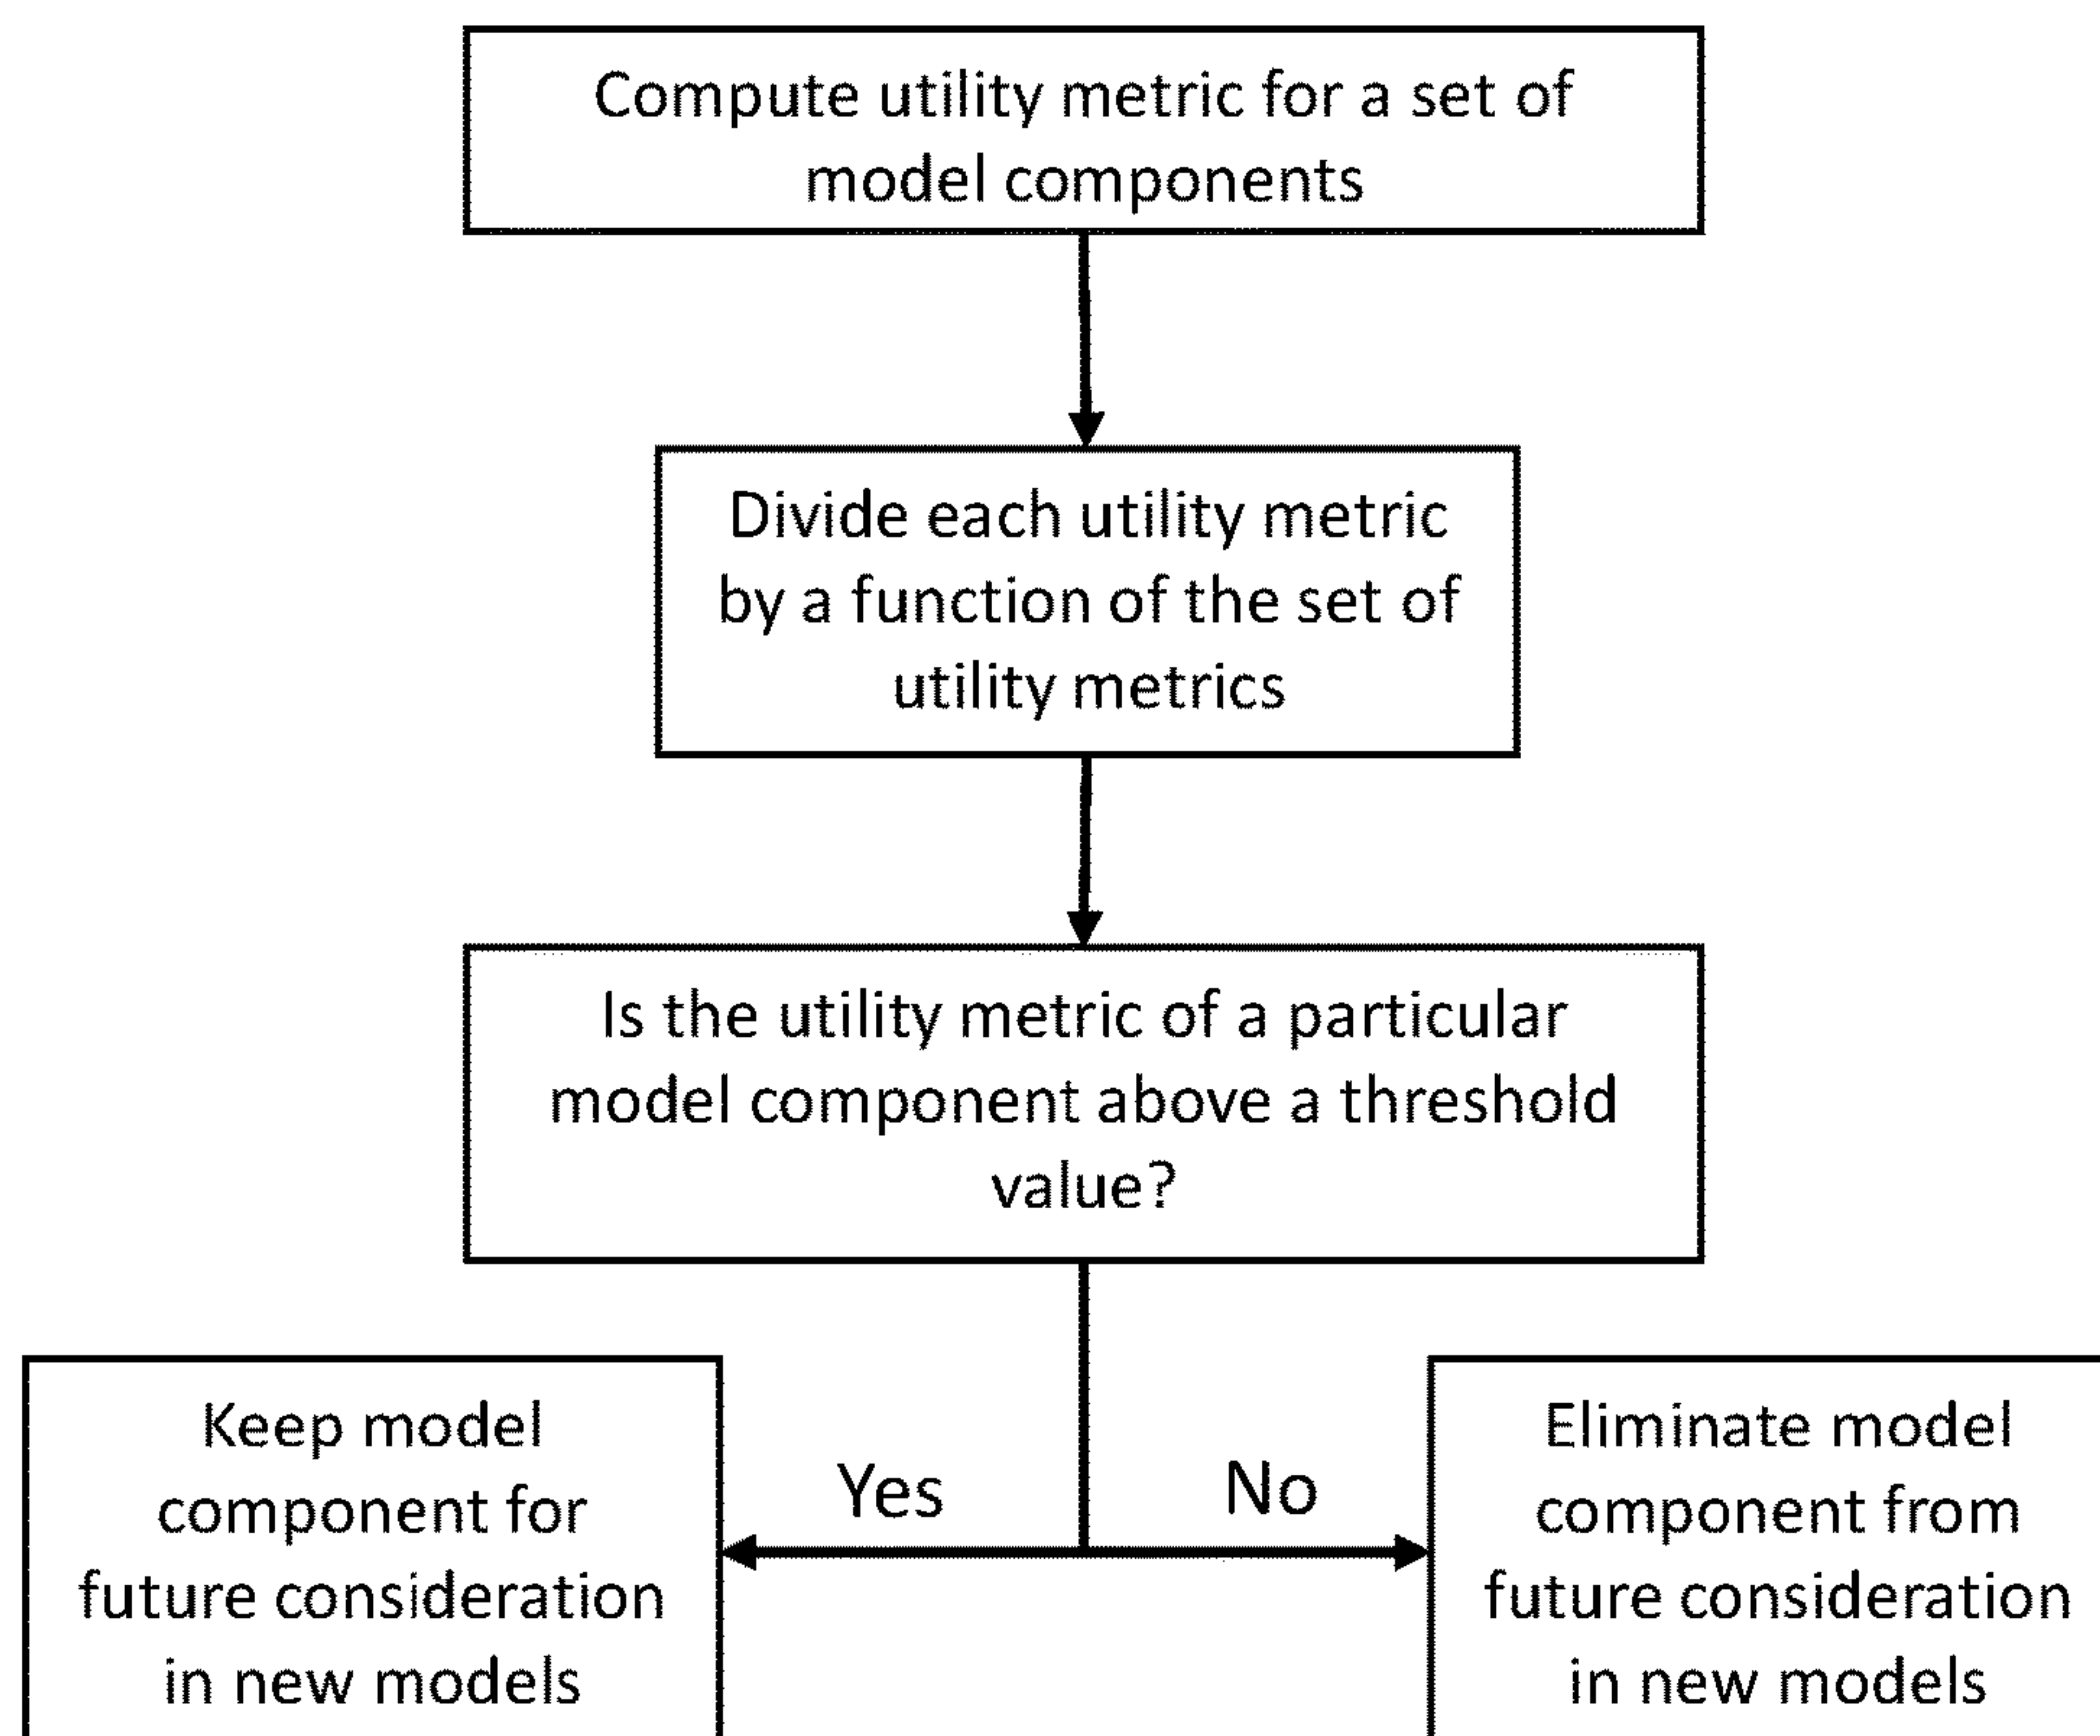 Compute utility metric for a set of
model components
Divide each utility metric
by a function of the set of
utility metrics
Is the utility metric of a particular
model component above a threshold
value?
Yes
No
Keep model
component for
future consideration
in new models
Eliminate model
component from
future consideration
in new models